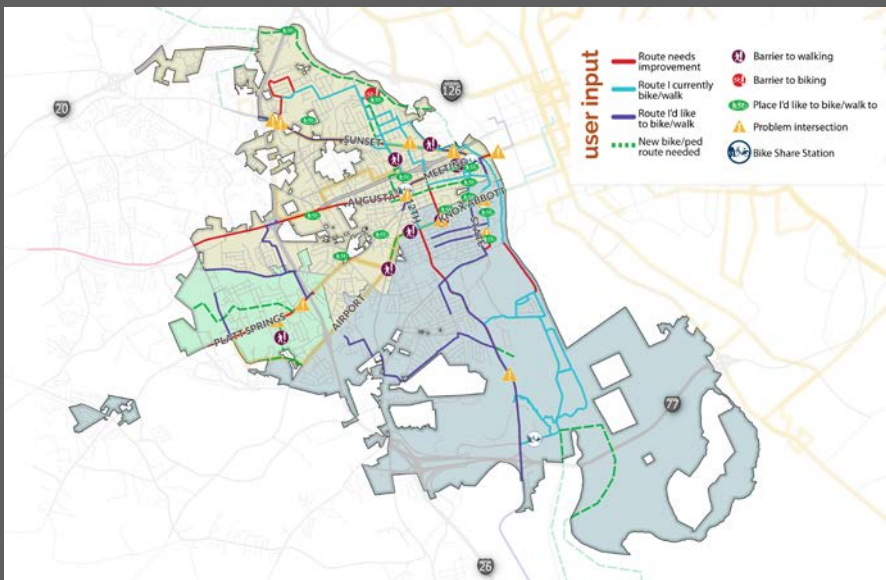 user input
Route needs
improvement
Route I currently
bike/walk
Route I'd like
to bike/walk
New bike/ped
route needed
Barrier to walking
Barrier to biking
Place I'd like to bike/walk to
Problem intersection
Bike Share Station
126
20
SUNSET
MEETING
AUGUSTA
12TH
KNOX ABBOTT
STATE
AIRPORT
PLATT SPRINGS
77
26